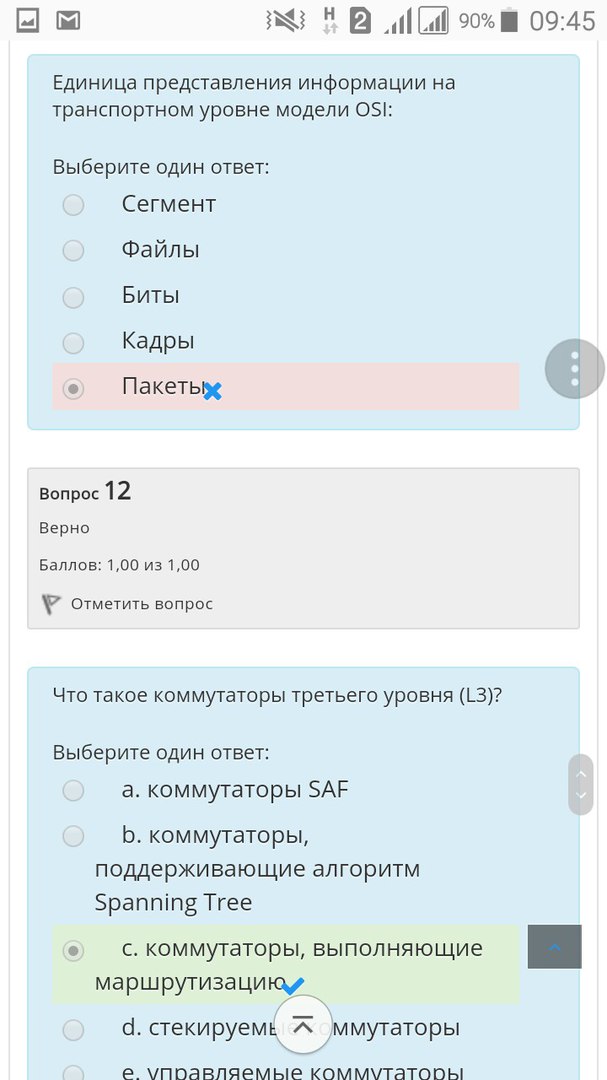 H 2 90% 09:45
Единица представления информации на
транспортном уровне модели OSI:
Выберите один ответ:
Сегмент
Файлы
Биты
Кадры
Пакеты
Вопрос 12
Верно
Баллов: 1,00 из 1,00
Отметить вопрос
Что такое коммутаторы третьего уровня (L3)?
Выберите один ответ:
a. коммутаторы SAF
b. коммутаторы,
поддерживающие алгоритм
Spanning Tree
c. коммутаторы, выполняющие
маршрутизацию
d. стекируемые коммутаторы
e. управляемые коммутаторы